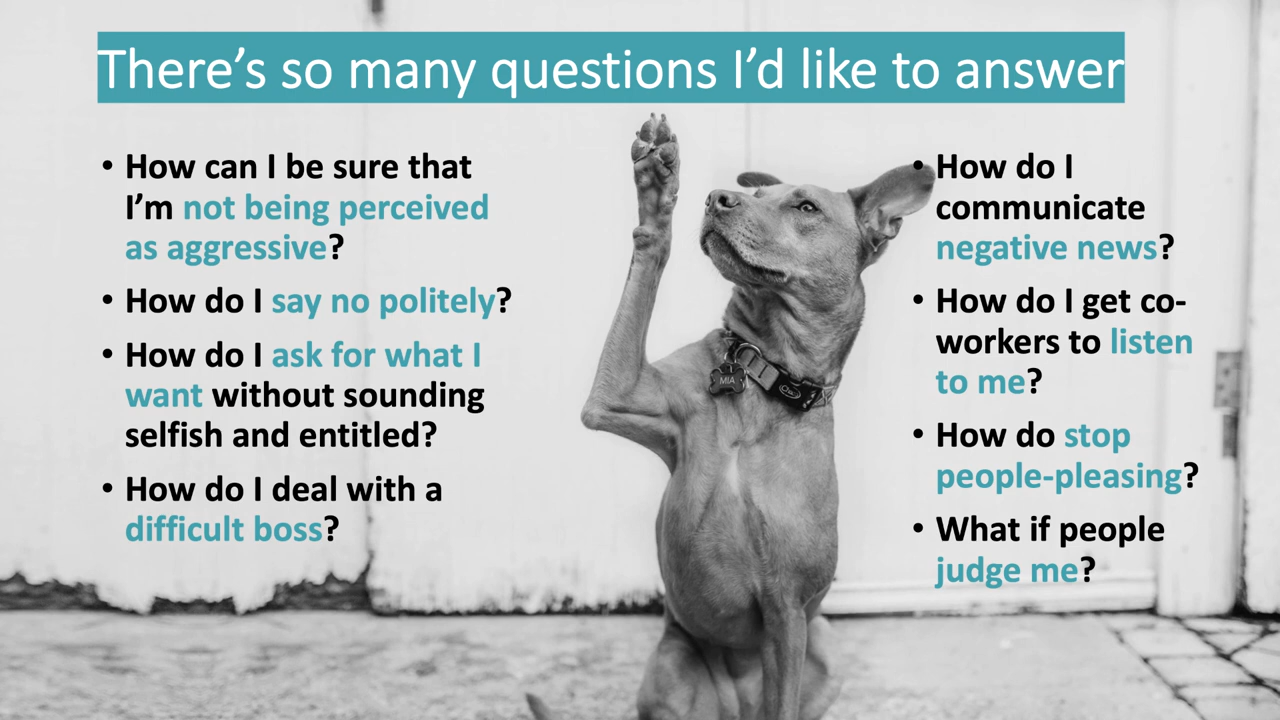 There’s so many questions I’d like to answer
• How can I be sure that
I’m not being perceived
as aggressive?
• How do I say no politely?
• How do I ask for what I
want without sounding
selfish and entitled?
• How do I deal with a
difficult boss?
• How do I
communicate
negative news?
• How do I get co-
workers to listen
to me?
• How do stop
people-pleasing?
• What if people
judge me?
MIA